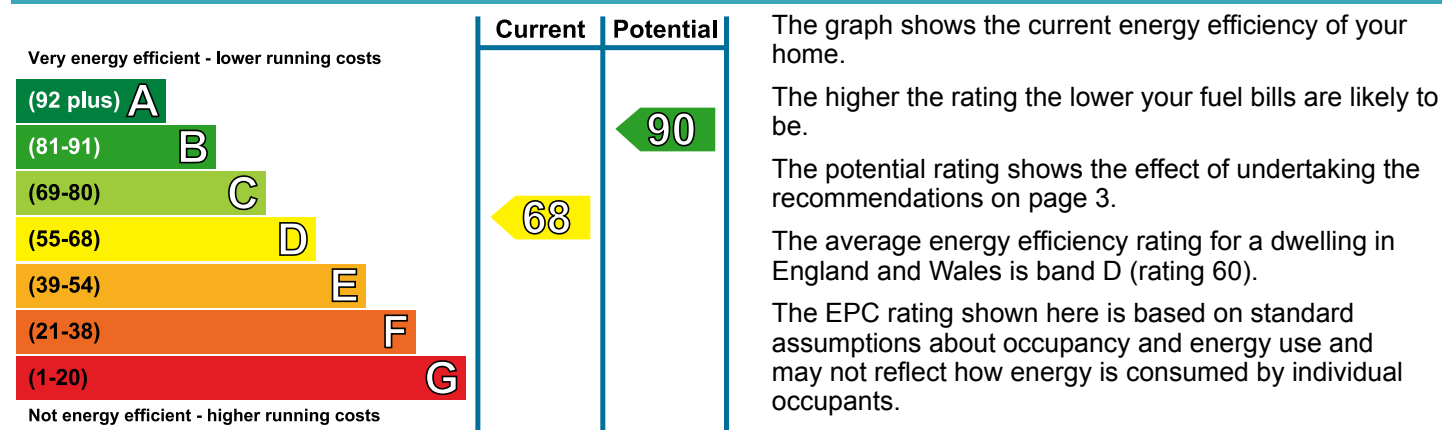 Current Potential
Very energy efficient - lower running costs
(92 plus) A
(81-91) B
(69-80) C
(55-68) D
(39-54) E
(21-38) F
(1-20) G
Not energy efficient - higher running costs
90
68
The graph shows the current energy efficiency of your
home.
The higher the rating the lower your fuel bills are likely to
be.
The potential rating shows the effect of undertaking the
recommendations on page 3.
The average energy efficiency rating for a dwelling in
England and Wales is band D (rating 60).
The EPC rating shown here is based on standard
assumptions about occupancy and energy use and
may not reflect how energy is consumed by individual
occupants.